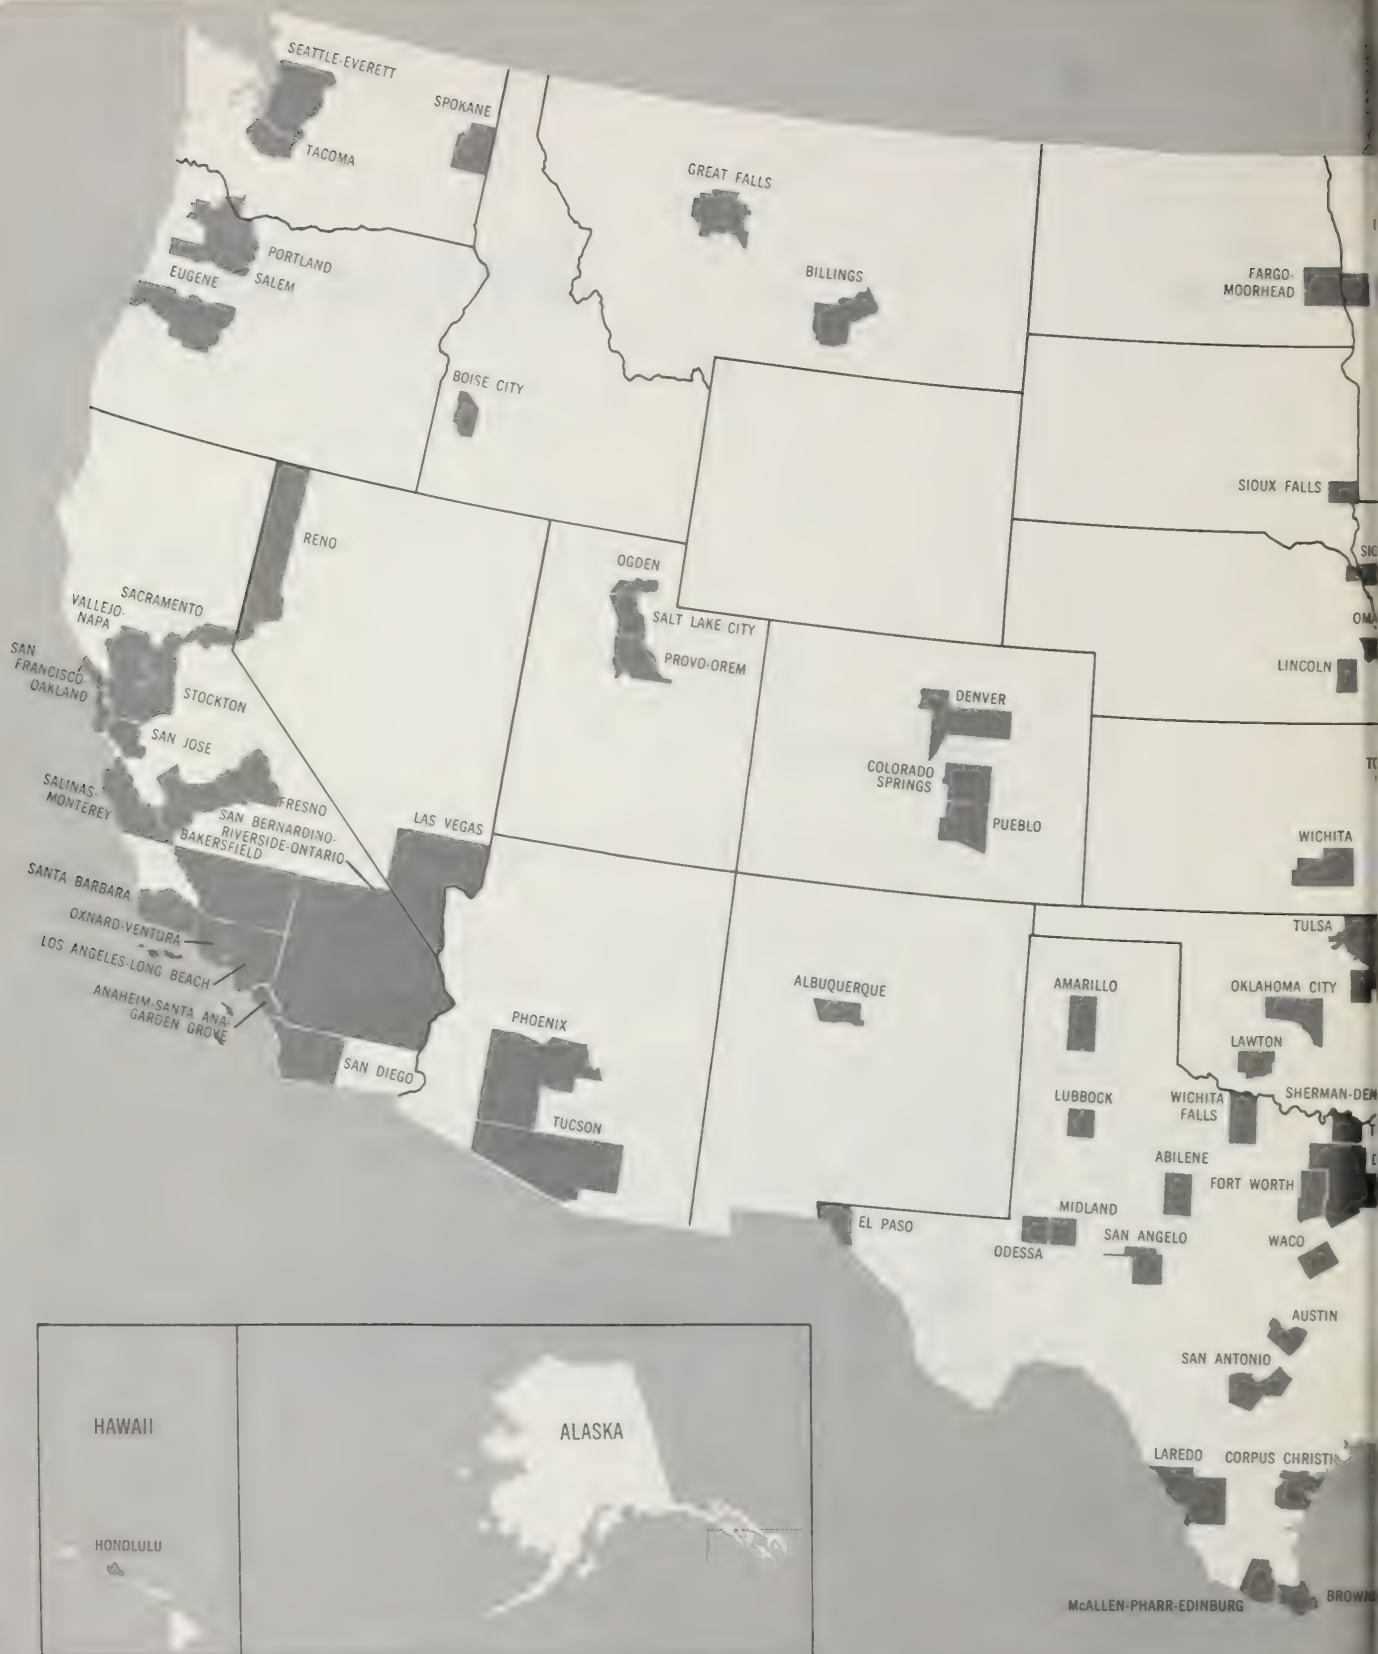 SEATTLE-EVERETT
SPOKANE
TACOMA
GREAT FALLS
PORTLAND
SALEM
EUGENE
BILLINGS
FARGO-
MOORHEAD
BOISE CITY
SIOUX FALLS
RENO
OGDEN
SALT LAKE CITY
PROVO-OREM
SACRAMENTO
VALLEJO-
NAPA
SAN
FRANCISCO-
OAKLAND
STOCKTON
SAN JOSE
LINCOLN
DENVER
COLORADO
SPRINGS
PUEBLO
SALINAS-
MONTEREY
FRESNO
SAN BERNARDINO-
RIVERSIDE-ONTARIO
BAKERSFIELD
LAS VEGAS
WICHITA
SANTA BARBARA
OXNARD-VENTURA
LOS ANGELES-LONG BEACH
ANAHEIM-SANTA ANA-
GARDEN GROVE
SAN DIEGO
TULSA
ALBUQUERQUE
AMARILLO
OKLAHOMA CITY
PHOENIX
LAWTON
LUBBOCK
WICHITA
FALLS
SHERMAN-DEN
TUCSON
ABILENE
FORT WORTH
EL PASO
MIDLAND
ODESSA
SAN ANGELO
WACO
AUSTIN
SAN ANTONIO
LAREDO
CORPUS CHRISTI
McALLEN-PHARR-EDINBURG
BROWN
HAWAII
HONOLULU
ALASKA